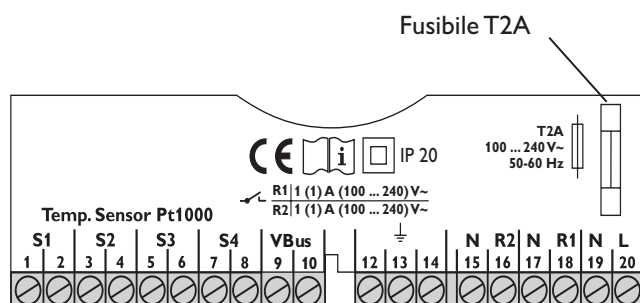 Fusibile T2A
T2A
100 ... 240 V~
50-60 Hz
CE i IP 20
R1 1 (1) A (100 ... 240) V~
R2 1 (1) A (100 ... 240) V~
Temp. Sensor Pt1000
S1 S2 S3 S4 VBus N R2 N R1 N L
1 2 3 4 5 6 7 8 9 10 12 13 14 15 16 17 18 19 20